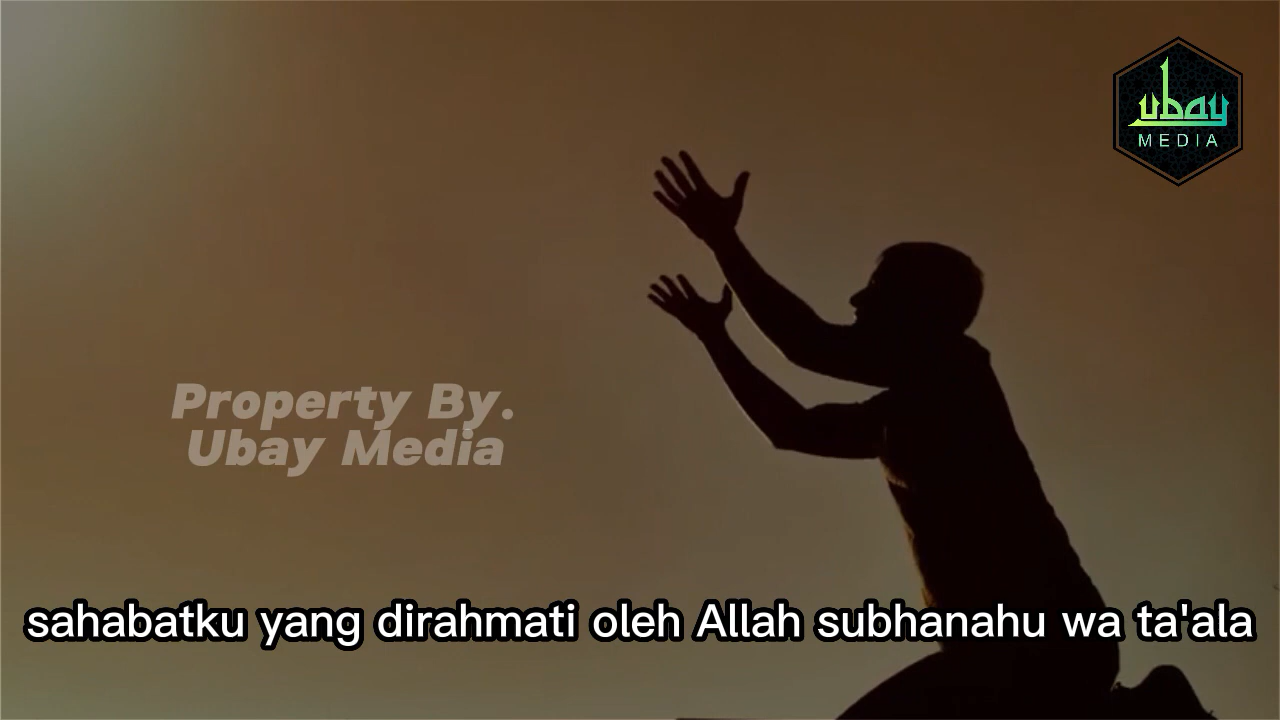 ubay
MEDIA
Property By.
Ubay Media
sahabatku yang dirahmati oleh Allah subhanahu wa ta'ala